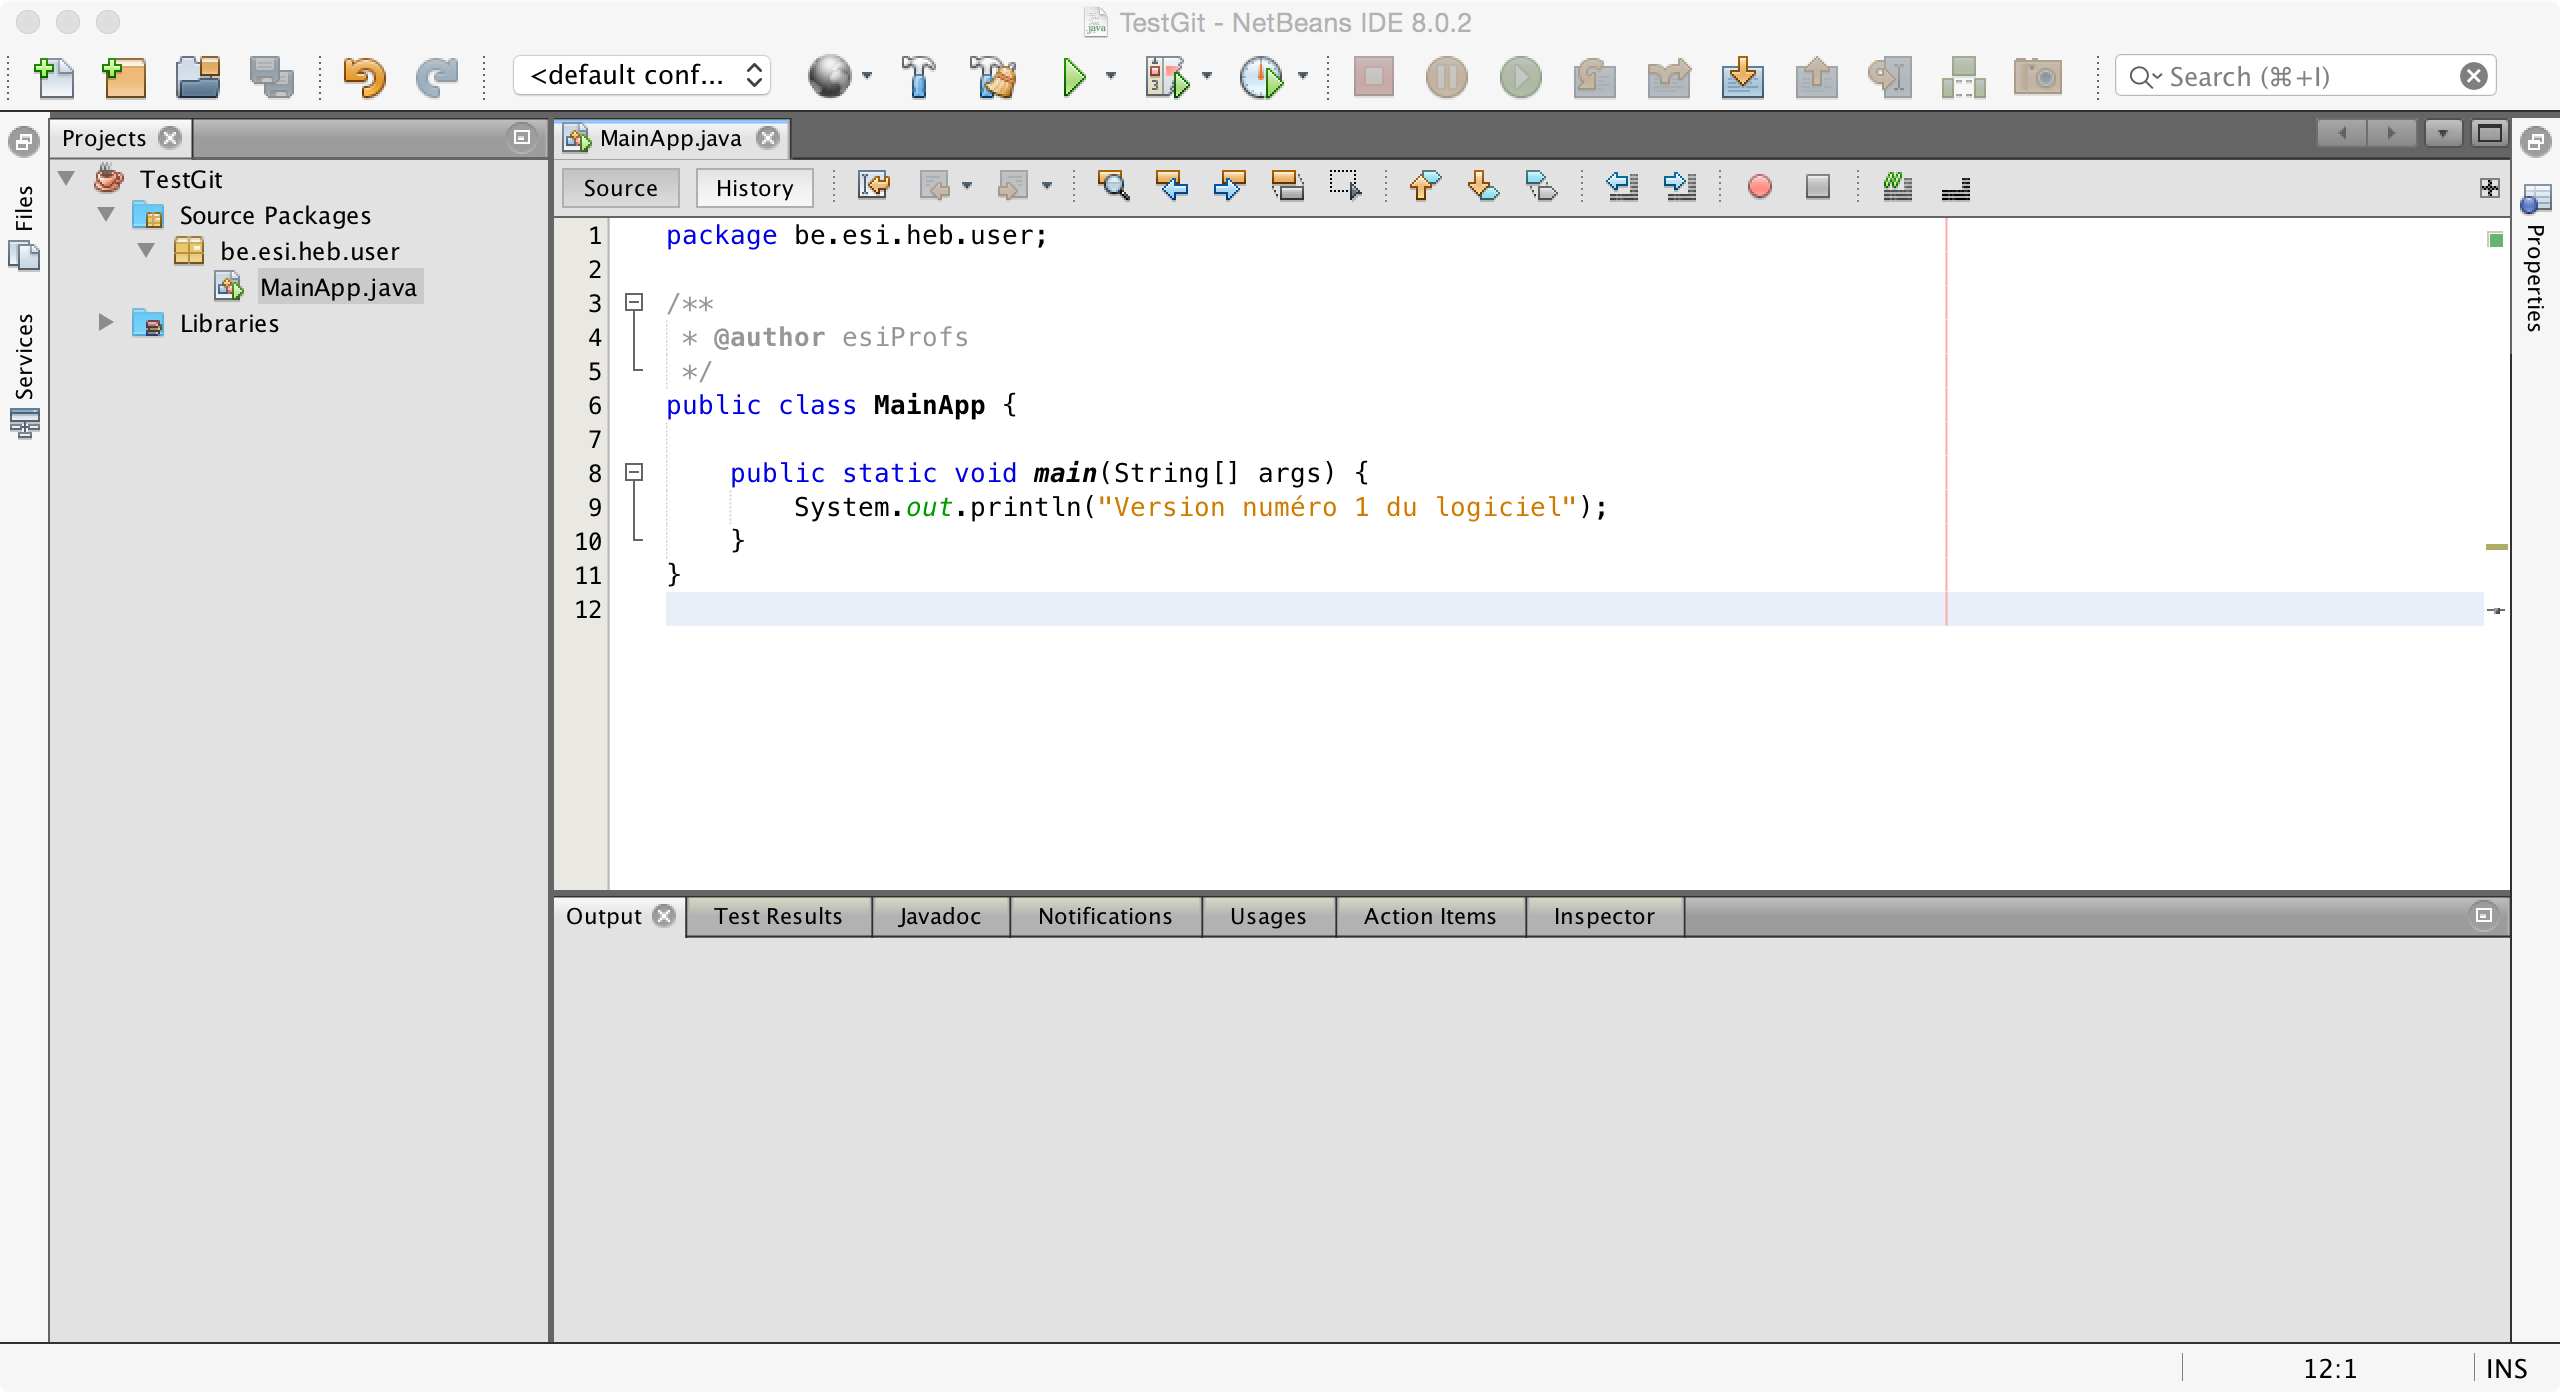 TestGit - NetBeans IDE 8.0.2
<default conf...
Search (⌘+I)
Files
Services
Projects
TestGit
Source Packages
be.esi.heb.user
MainApp.java
Libraries
MainApp.java
Source
History
1 package be.esi.heb.user;
2
3 /**
4 * @author esiProfs
5 */
6 public class MainApp {
7
8 public static void main(String[] args) {
9 System.out.println("Version numéro 1 du logiciel");
10 }
11 }
12
Properties
Output
Test Results
Javadoc
Notifications
Usages
Action Items
Inspector
12:1
INS